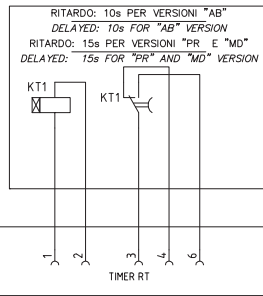 RITARDO: 10s PER VERSIONI "AB"
DELAYED: 10s FOR "AB" VERSION
RITARDO: 15s PER VERSIONI "PR E "MD"
DELAYED: 15s FOR "PR" AND "MD" VERSION
KT1
KT1
1 2 3 4 6
TIMER RT